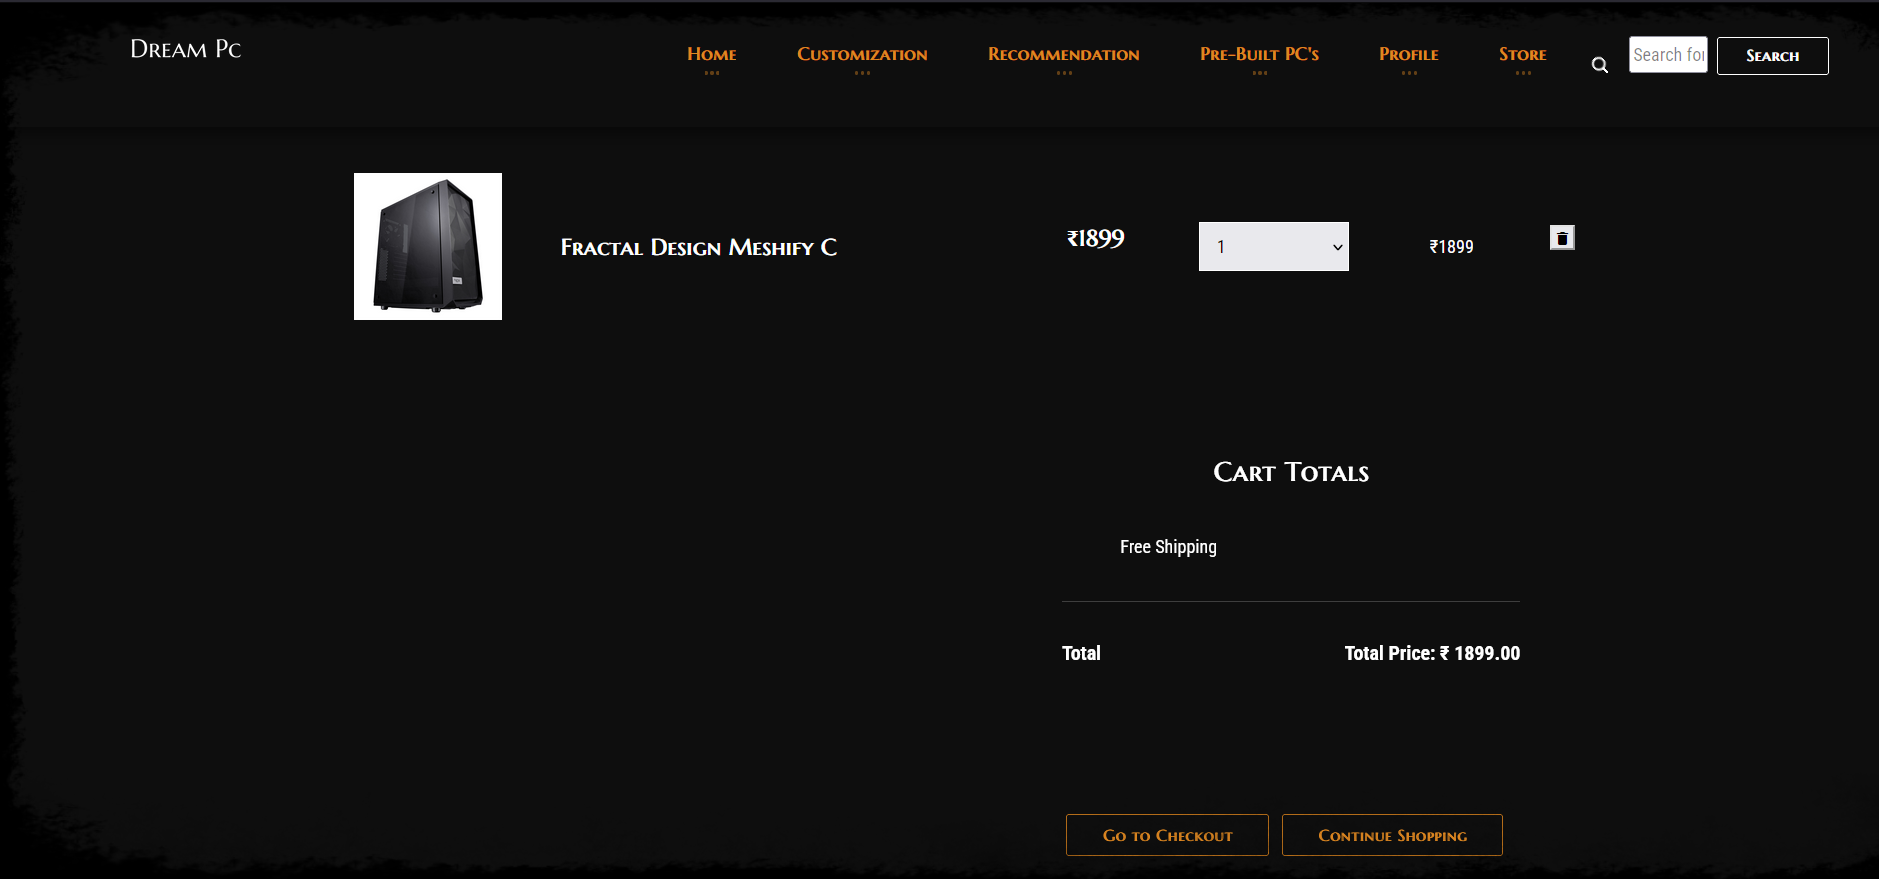 Dream Pc
Home
Customization
Recommendation
Pre-Built PC's
Profile
Store
Search for
Search
Fractal Design Meshify C
₹1899
1
₹1899
Cart Totals
Free Shipping
Total
Total Price: ₹ 1899.00
Go to Checkout
Continue Shopping